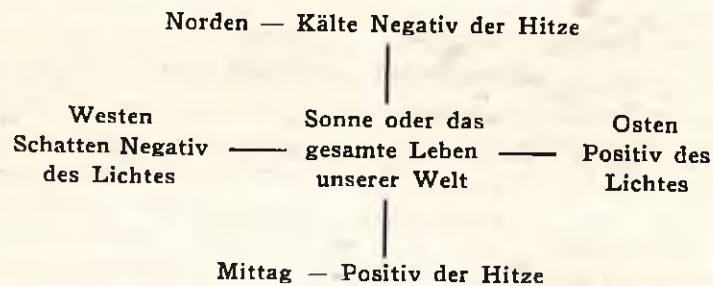 Norden — Kälte Negativ der Hitze
Westen
Schatten Negativ
des Lichtes
Sonne oder das
gesamte Leben
unserer Welt
Osten
Positiv des
Lichtes
Mittag — Positiv der Hitze